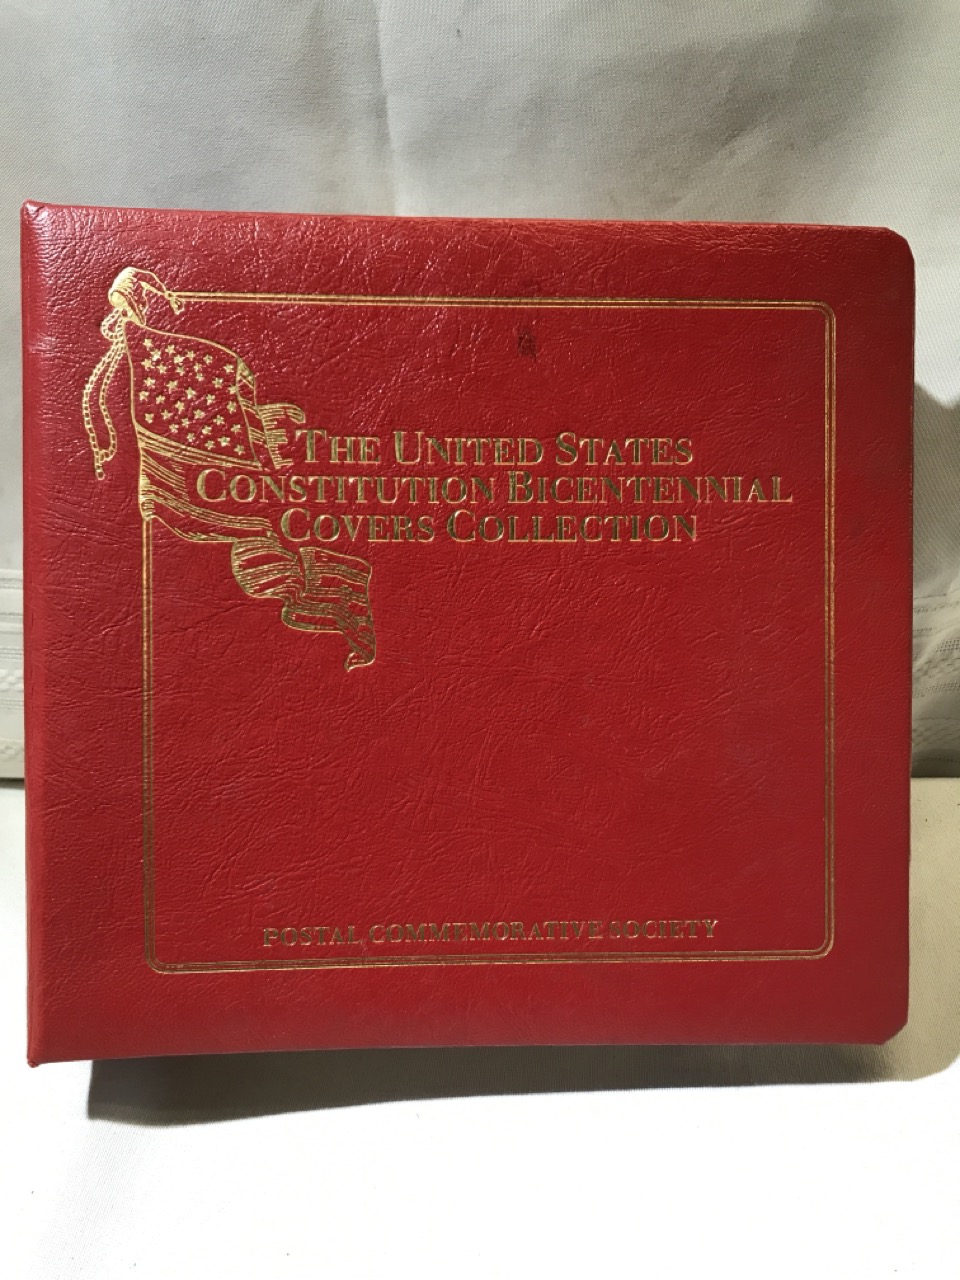 THE UNITED STATES
CONSTITUTION BICENTENNIAL
COVERS COLLECTION
POSTAL COMMEMORATIVE SOCIETY